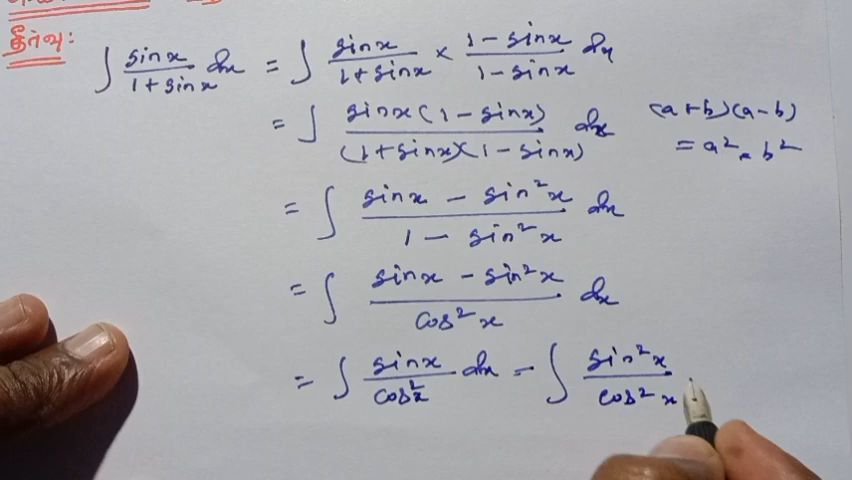 தீர்வு:
∫ sinx/(1+sinx) dx = ∫ sinx/(1+sinx) × (1-sinx)/(1-sinx) dx
= ∫ sinx(1-sinx)/(1+sinx)(1-sinx) dx (a+b)(a-b)
= a² - b²
= ∫ (sinx - sin²x)/(1 - sin²x) dx
= ∫ (sinx - sin²x)/cos²x dx
= ∫ sinx/cos²x dx - ∫ sin²x/cos²x